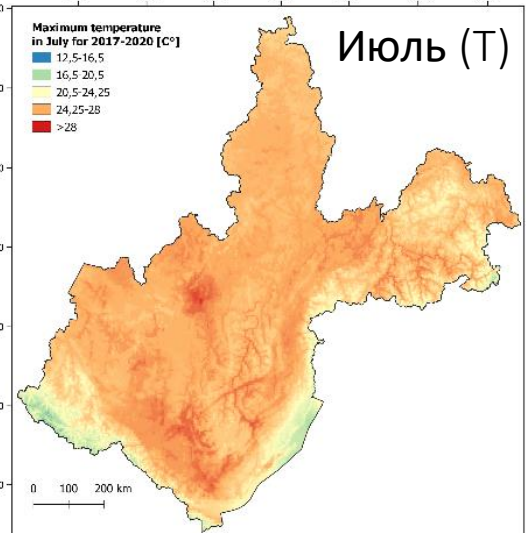 Maximum temperature
in July for 2017-2020 [C°]
12,5-16,5
16,5-20,5
20,5-24,25
24,25-28
>28
Июль (T)
0 100 200 km